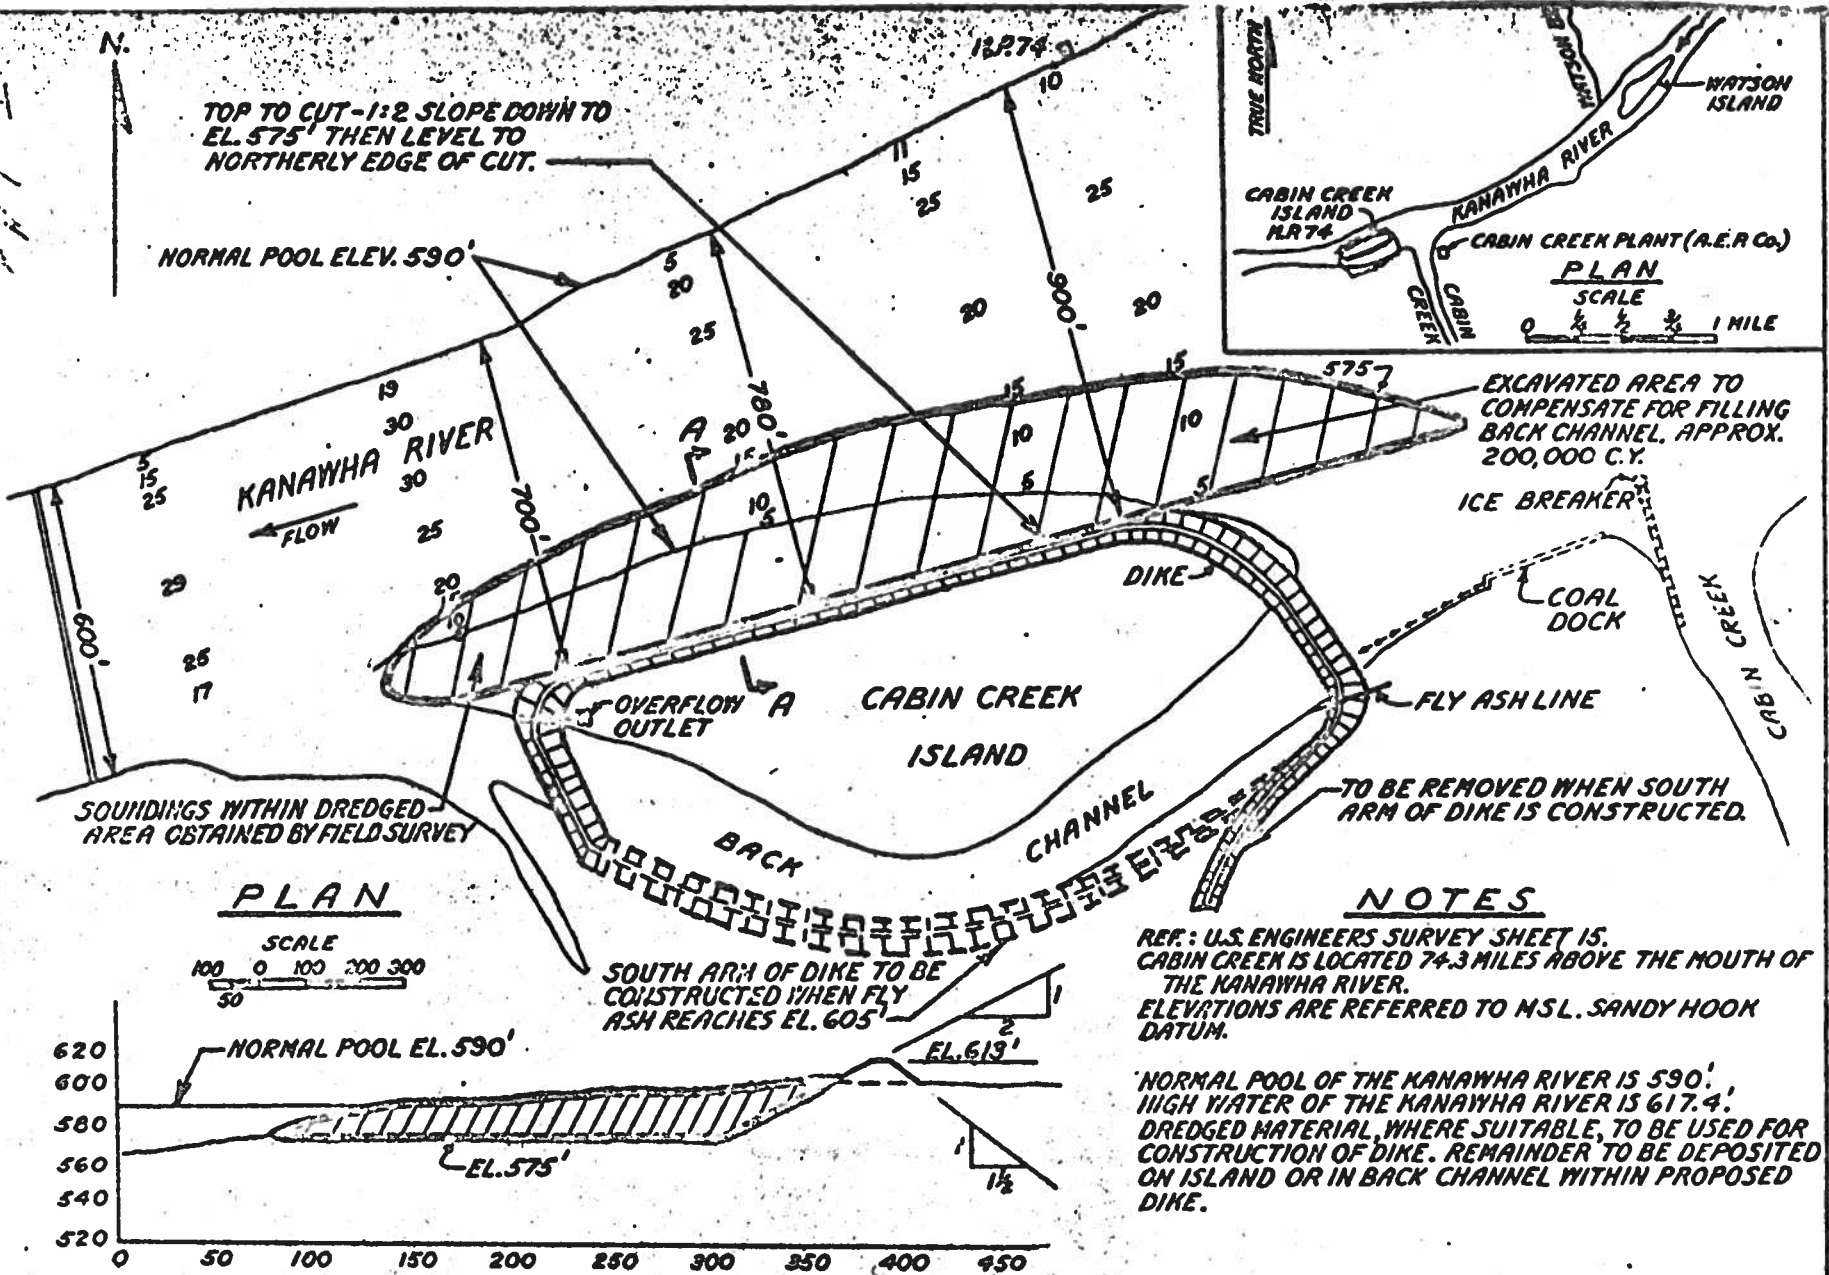 N.
TOP TO CUT-1:2 SLOPE DOWN TO
EL. 575' THEN LEVEL TO
NORTHERLY EDGE OF CUT.
NORMAL POOL ELEV. 590'
10
11
15
25
25
5
20
25
20
20
900'
780'
700'
600'
19
30
30
25
5
15
25
29
25
17
KANAWHA RIVER
FLOW
A
20
15
15
15
10
10
5
5
10
5
20
10
575
TRUE NORTH
WATSON
ISLAND
KANAWHA RIVER
CABIN CREEK
ISLAND
M.P. 74
CABIN CREEK PLANT (A.E.P. Co.)
PLAN
SCALE
0 1/4 1/2 3/4 1 MILE
CABIN
CREEK
EXCAVATED AREA TO
COMPENSATE FOR FILLING
BACK CHANNEL. APPROX.
200,000 C.Y.
ICE BREAKER
DIKE
COAL
DOCK
CABIN CREEK
FLY ASH LINE
OVERFLOW
OUTLET
A
CABIN CREEK
ISLAND
SOUNDINGS WITHIN DREDGED
AREA OBTAINED BY FIELD SURVEY
BACK
CHANNEL
TO BE REMOVED WHEN SOUTH
ARM OF DIKE IS CONSTRUCTED.
PLAN
SCALE
100 0 100 200 300
50
SOUTH ARM OF DIKE TO BE
CONSTRUCTED WHEN FLY
ASH REACHES EL. 605'
NOTES
REF.: U.S. ENGINEERS SURVEY SHEET 15.
CABIN CREEK IS LOCATED 74.3 MILES ABOVE THE MOUTH OF
THE KANAWHA RIVER.
ELEVATIONS ARE REFERRED TO MSL. SANDY HOOK
DATUM.
NORMAL POOL OF THE KANAWHA RIVER IS 590'.
HIGH WATER OF THE KANAWHA RIVER IS 617.4'.
DREDGED MATERIAL, WHERE SUITABLE, TO BE USED FOR
CONSTRUCTION OF DIKE. REMAINDER TO BE DEPOSITED
ON ISLAND OR IN BACK CHANNEL WITHIN PROPOSED
DIKE.
NORMAL POOL EL. 590'
1
2
EL. 613'
EL. 575'
1
1½
620
600
580
560
540
520
0 50 100 150 200 250 300 350 400 450